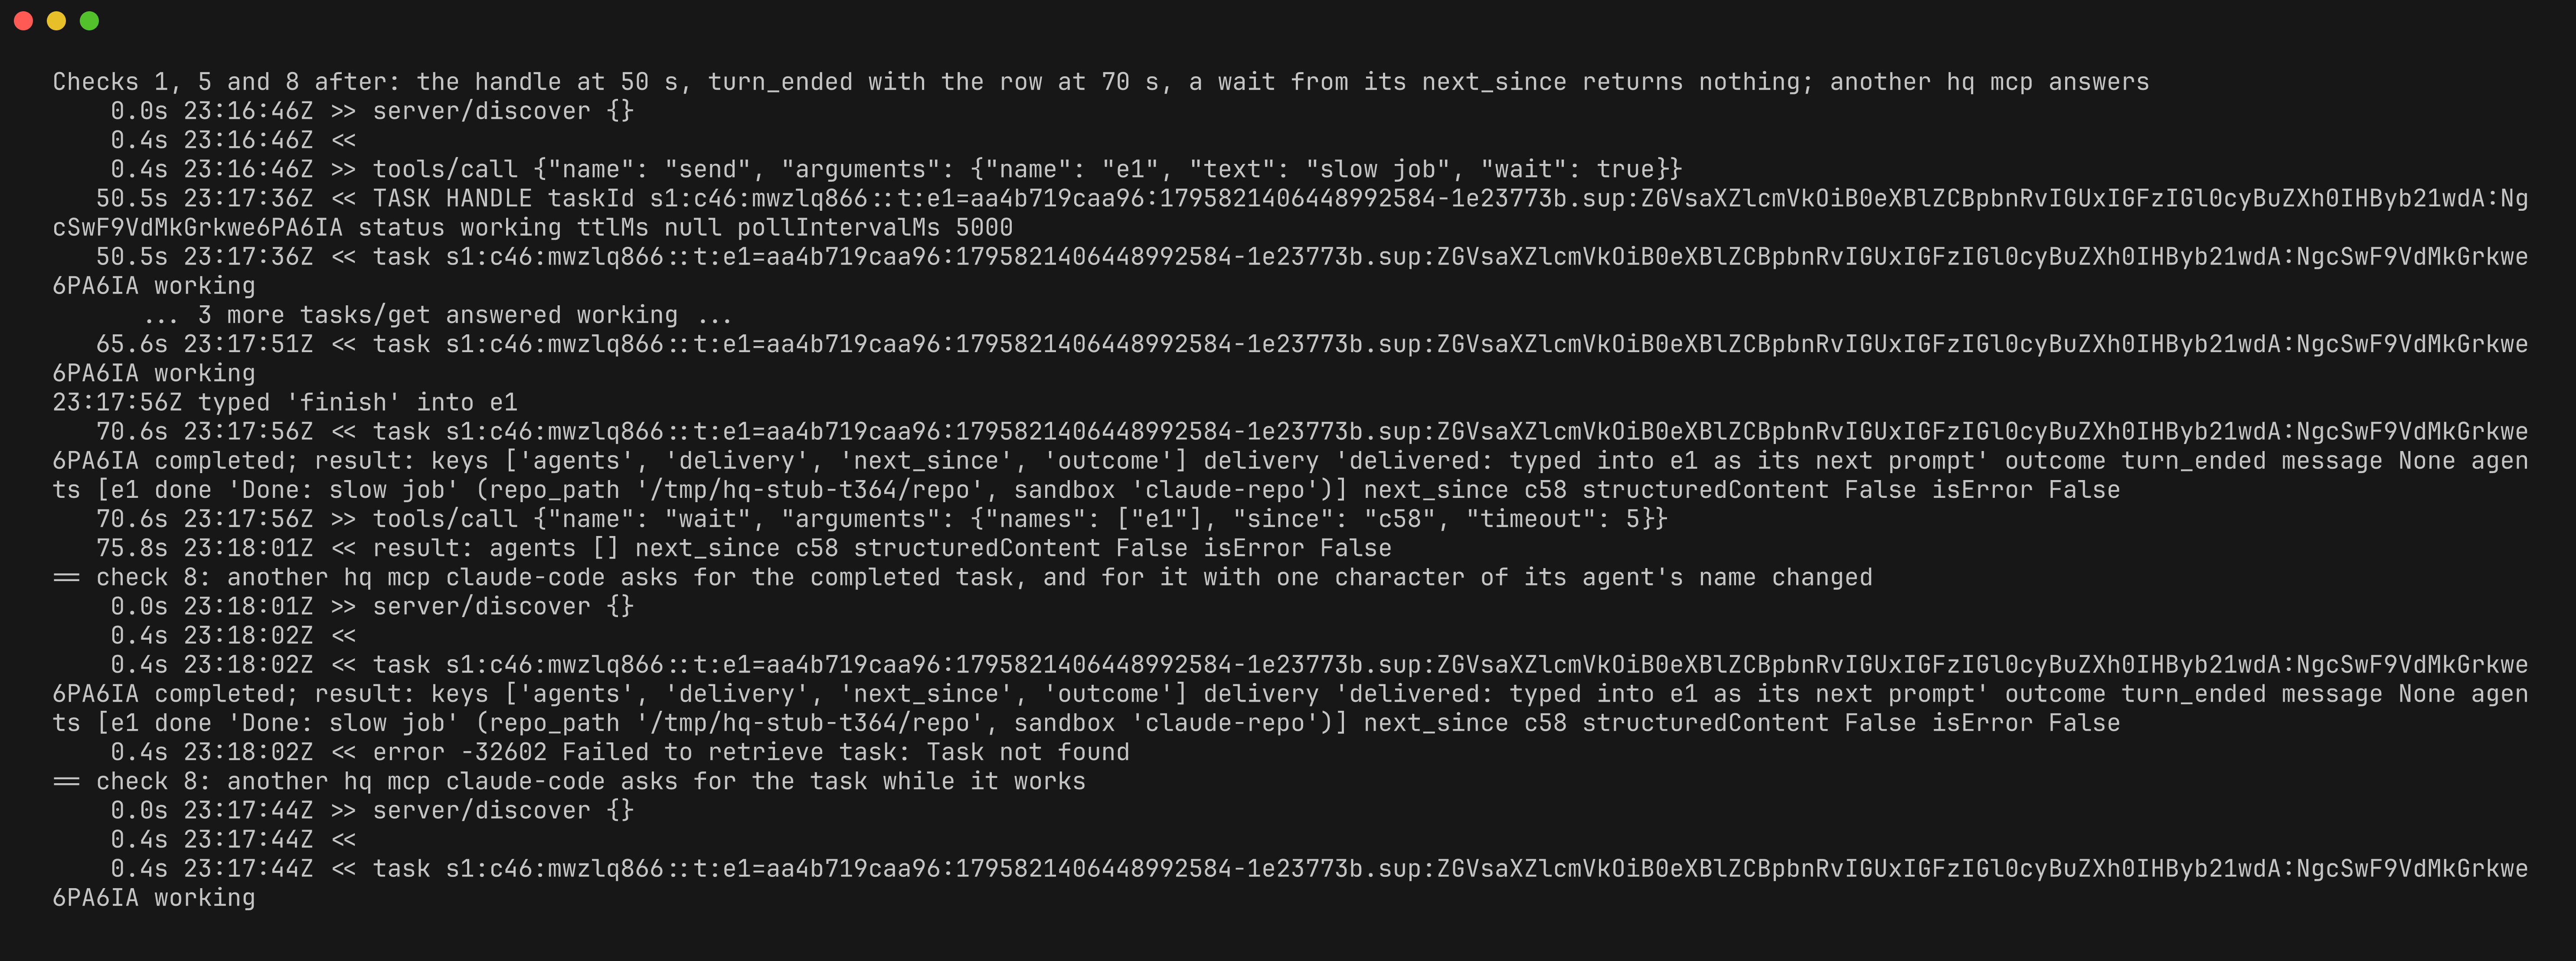 Checks 1, 5 and 8 after: the handle at 50 s, turn_ended with the row at 70 s, a wait from its next_since returns nothing; another hq mcp answers
    0.0s 23:16:46Z >> server/discover {}
    0.4s 23:16:46Z <<
    0.4s 23:16:46Z >> tools/call {"name": "send", "arguments": {"name": "e1", "text": "slow job", "wait": true}}
   50.5s 23:17:36Z << TASK HANDLE taskId s1:c46:mwzlq866::t:e1=aa4b719caa96:1795821406448992584-1e23773b.sup:ZGVsaXZlcmVkOiB0eXBlZCBpbnRvIGUxIGFzIGl0cyBuZXh0IHByb21wdA:Ng
cSwF9VdMkGrkwe6PA6IA status working ttlMs null pollIntervalMs 5000
   50.5s 23:17:36Z << task s1:c46:mwzlq866::t:e1=aa4b719caa96:1795821406448992584-1e23773b.sup:ZGVsaXZlcmVkOiB0eXBlZCBpbnRvIGUxIGFzIGl0cyBuZXh0IHByb21wdA:NgcSwF9VdMkGrkwe
6PA6IA working
      ... 3 more tasks/get answered working ...
   65.6s 23:17:51Z << task s1:c46:mwzlq866::t:e1=aa4b719caa96:1795821406448992584-1e23773b.sup:ZGVsaXZlcmVkOiB0eXBlZCBpbnRvIGUxIGFzIGl0cyBuZXh0IHByb21wdA:NgcSwF9VdMkGrkwe
6PA6IA working
23:17:56Z typed 'finish' into e1
   70.6s 23:17:56Z << task s1:c46:mwzlq866::t:e1=aa4b719caa96:1795821406448992584-1e23773b.sup:ZGVsaXZlcmVkOiB0eXBlZCBpbnRvIGUxIGFzIGl0cyBuZXh0IHByb21wdA:NgcSwF9VdMkGrkwe
6PA6IA completed; result: keys ['agents', 'delivery', 'next_since', 'outcome'] delivery 'delivered: typed into e1 as its next prompt' outcome turn_ended message None agen
ts [e1 done 'Done: slow job' (repo_path '/tmp/hq-stub-t364/repo', sandbox 'claude-repo')] next_since c58 structuredContent False isError False
   70.6s 23:17:56Z >> tools/call {"name": "wait", "arguments": {"names": ["e1"], "since": "c58", "timeout": 5}}
   75.8s 23:18:01Z << result: agents [] next_since c58 structuredContent False isError False
== check 8: another hq mcp claude-code asks for the completed task, and for it with one character of its agent's name changed
    0.0s 23:18:01Z >> server/discover {}
    0.4s 23:18:02Z <<
    0.4s 23:18:02Z << task s1:c46:mwzlq866::t:e1=aa4b719caa96:1795821406448992584-1e23773b.sup:ZGVsaXZlcmVkOiB0eXBlZCBpbnRvIGUxIGFzIGl0cyBuZXh0IHByb21wdA:NgcSwF9VdMkGrkwe
6PA6IA completed; result: keys ['agents', 'delivery', 'next_since', 'outcome'] delivery 'delivered: typed into e1 as its next prompt' outcome turn_ended message None agen
ts [e1 done 'Done: slow job' (repo_path '/tmp/hq-stub-t364/repo', sandbox 'claude-repo')] next_since c58 structuredContent False isError False
    0.4s 23:18:02Z << error -32602 Failed to retrieve task: Task not found
== check 8: another hq mcp claude-code asks for the task while it works
    0.0s 23:17:44Z >> server/discover {}
    0.4s 23:17:44Z <<
    0.4s 23:17:44Z << task s1:c46:mwzlq866::t:e1=aa4b719caa96:1795821406448992584-1e23773b.sup:ZGVsaXZlcmVkOiB0eXBlZCBpbnRvIGUxIGFzIGl0cyBuZXh0IHByb21wdA:NgcSwF9VdMkGrkwe
6PA6IA working